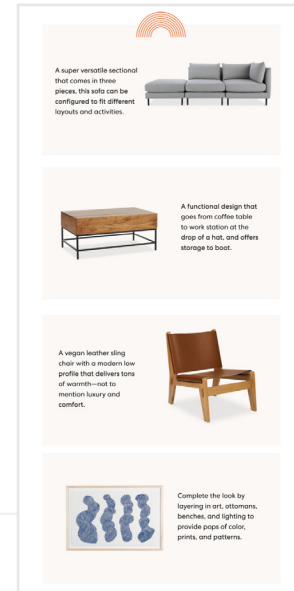 A super versatile sectional
that comes in three
pieces, this sofa can be
configured to fit different
layouts and activities.
A functional design that
goes from coffee table
to work station at the
drop of a hat, and offers
storage to boot.
A vegan leather sling
chair with a modern low
profile that delivers tons
of warmth—not to
mention luxury and
comfort.
Complete the look by
layering in art, ottomans,
benches, and lighting to
provide pops of color,
prints, and patterns.